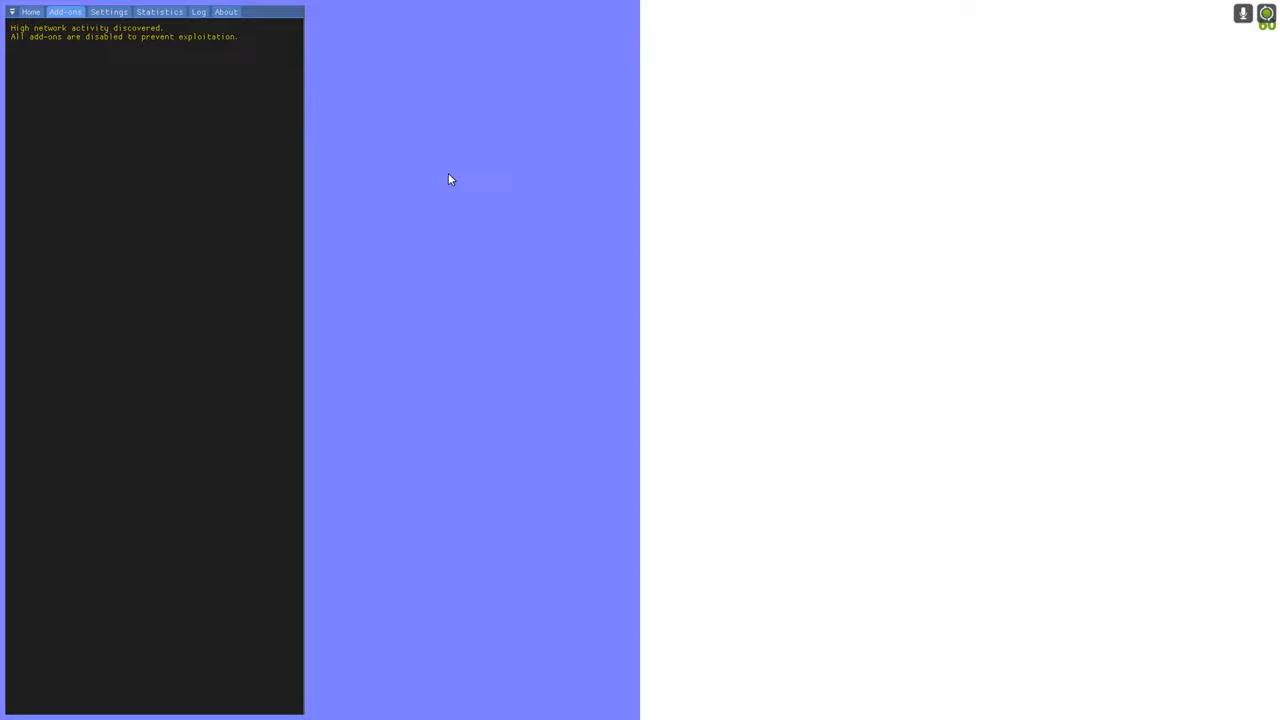 Home Add-ons Settings Statistics Log About
High network activity discovered.
All add-ons are disabled to prevent exploitation.
60